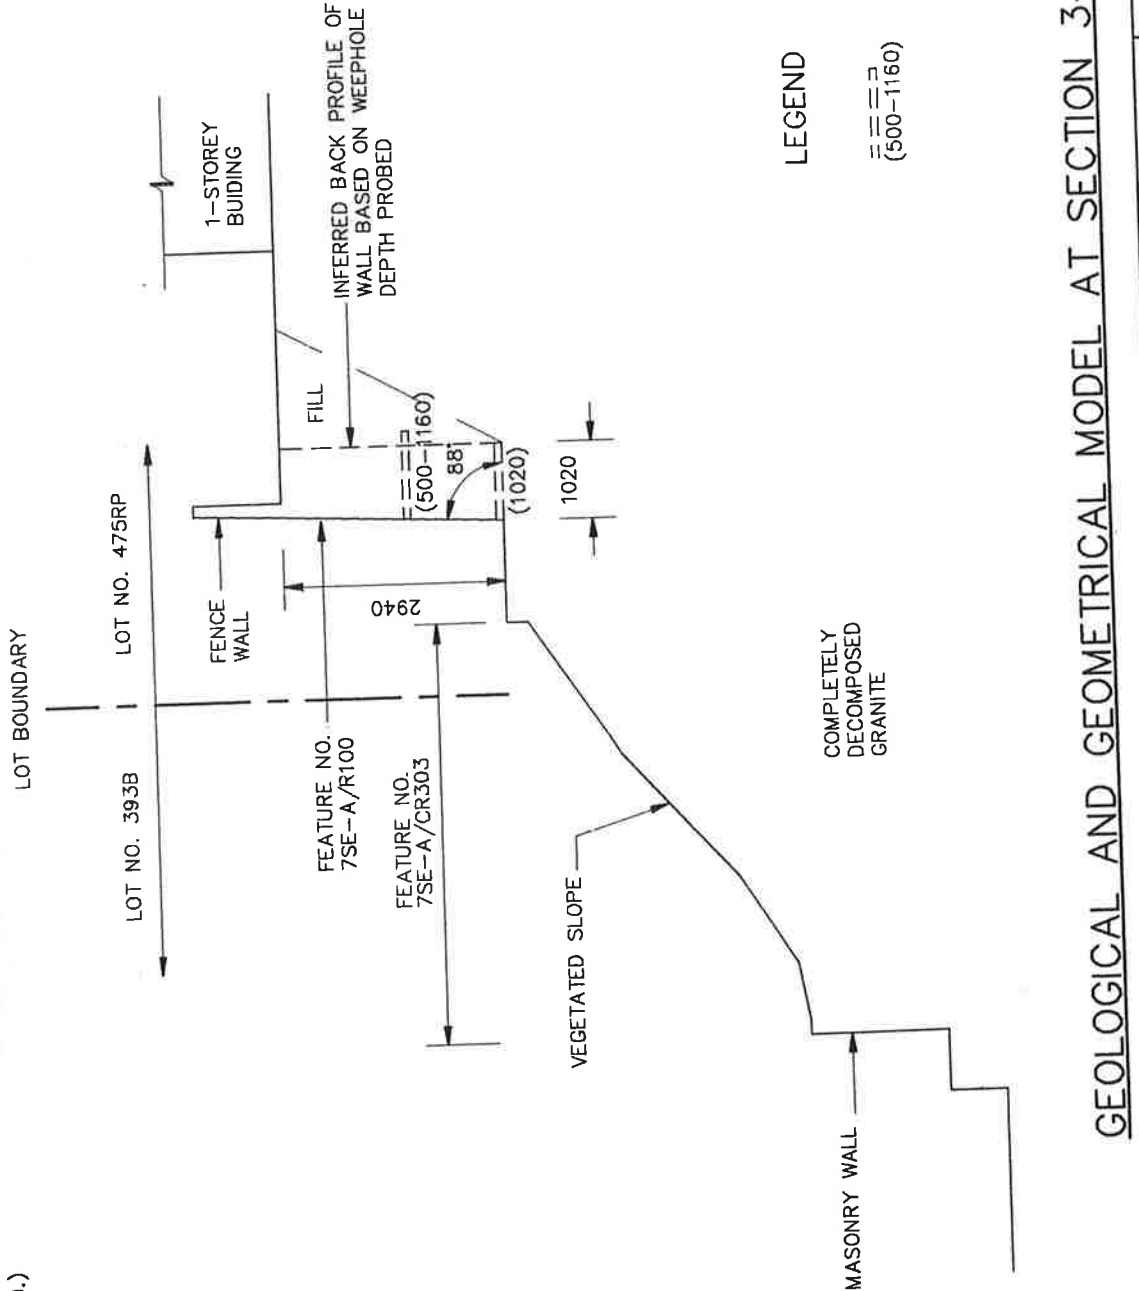 LOT BOUNDARY
LOT NO. 393B
LOT NO. 475RP
1-STOREY
BUIDING
FENCE
WALL
FILL
INFERRED BACK PROFILE OF
WALL BASED ON WEEPHOLE
DEPTH PROBED
FEATURE NO.
7SE-A/R100
2940
(500-1160)
88°
(1020)
1020
FEATURE NO.
7SE-A/CR303
VEGETATED SLOPE
COMPLETELY
DECOMPOSED
GRANITE
MASONRY WALL
LEGEND
(500-1160)
GEOLOGICAL AND GEOMETRICAL MODEL AT SECTION 3